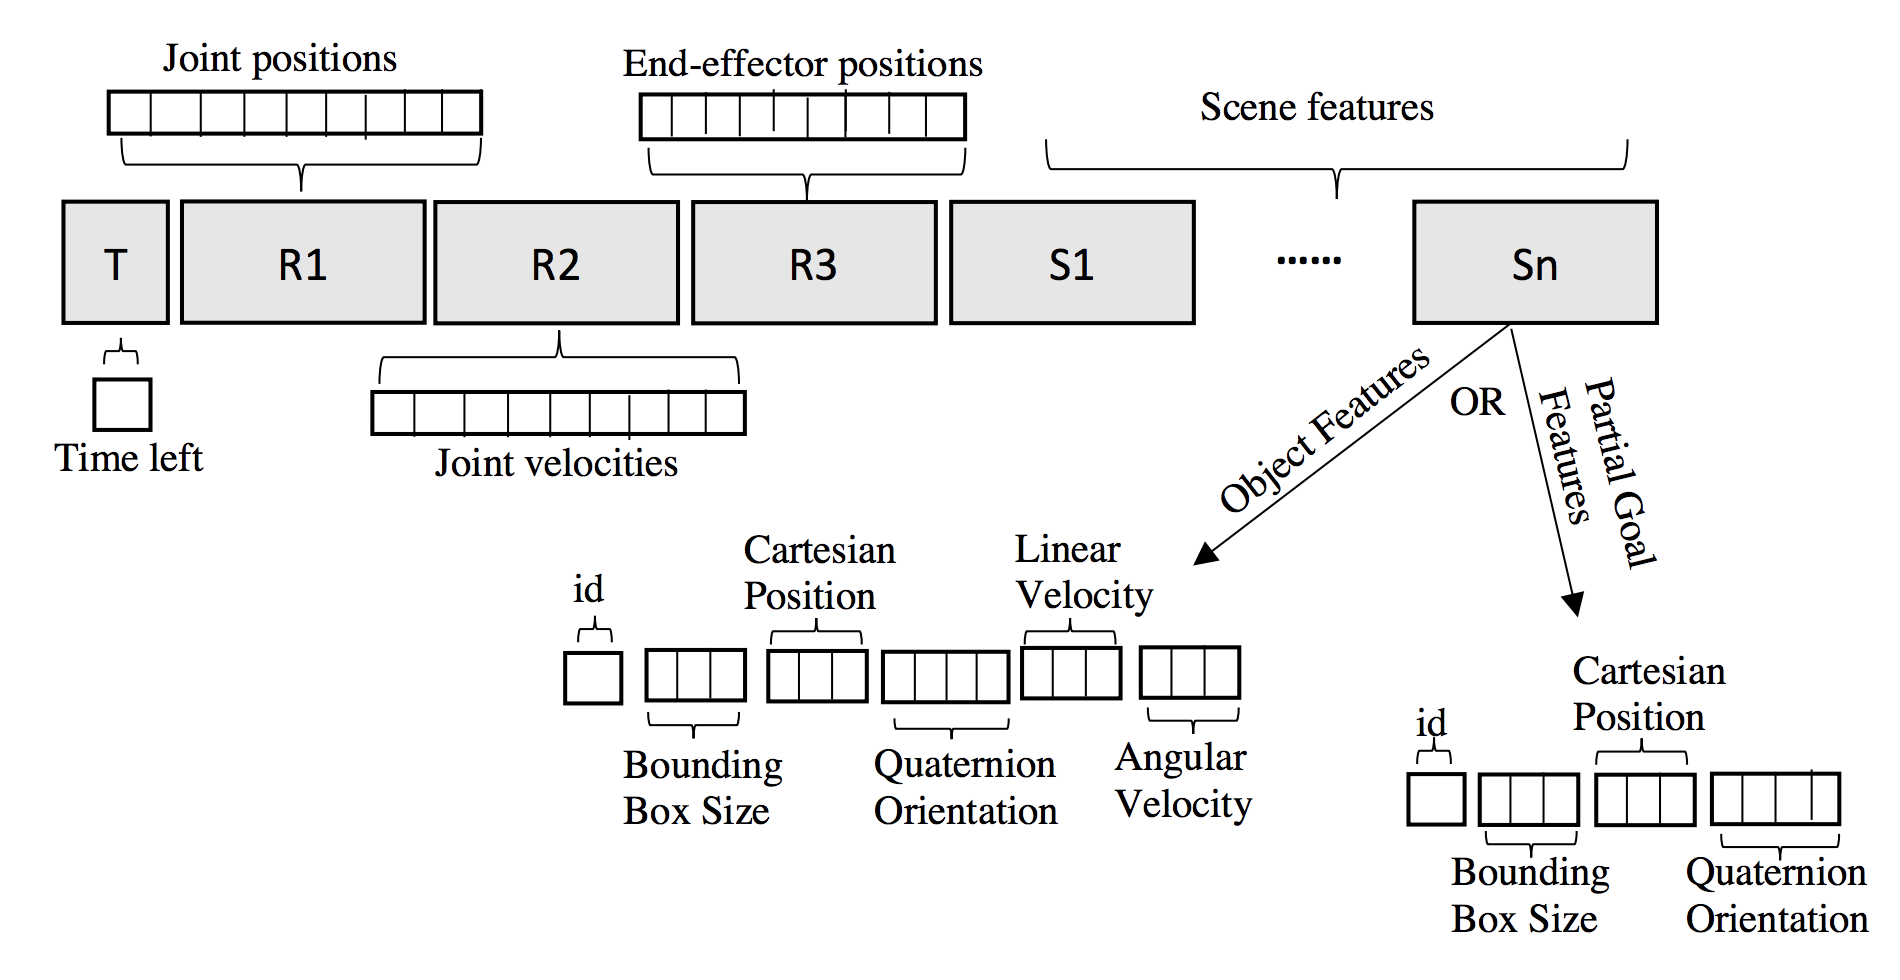 Joint positions
End-effector positions
Scene features
T
R1
R2
R3
S1
......
Sn
Time left
Joint velocities
Object Features
OR
Partial Goal
Features
id
Bounding
Box Size
Cartesian
Position
Quaternion
Orientation
Linear
Velocity
Angular
Velocity
id
Bounding
Box Size
Cartesian
Position
Quaternion
Orientation